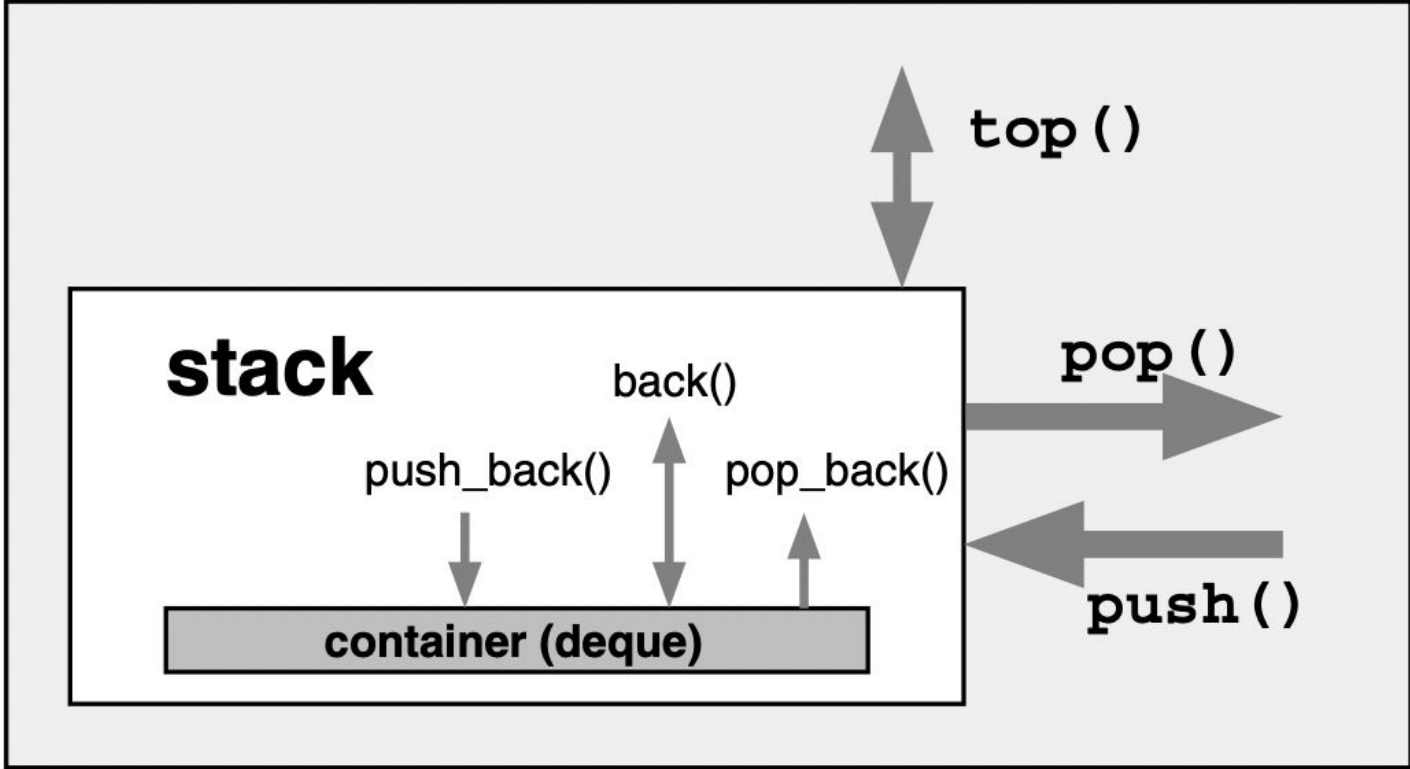 top()
stack
pop()
back()
push_back()
pop_back()
push()
container (deque)